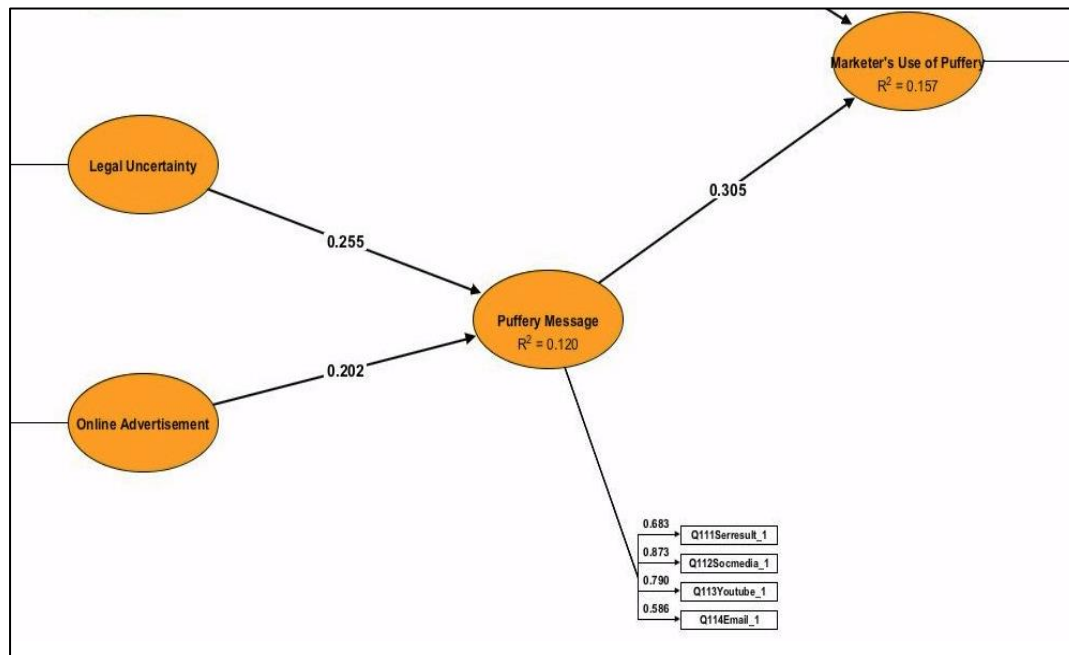 Marketer's Use of Puffery
R² = 0.157
Legal Uncertainty
0.305
0.255
Puffery Message
R² = 0.120
0.202
Online Advertisement
0.683
Q111Serresult_1
0.873
Q112Socmedia_1
0.790
Q113Youtube_1
0.586
Q114Email_1